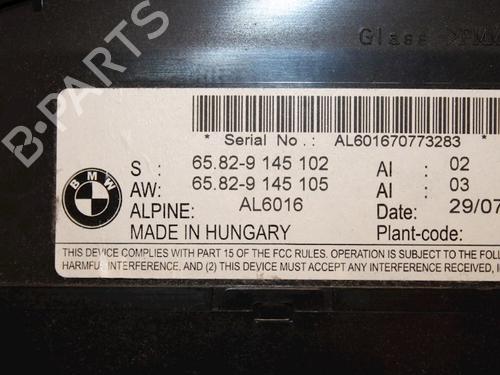 Glass
* Serial No.: AL601670773283 *
S : 65.82-9 145 102 AI : 02
AW: 65.82-9 145 105 AI : 03
ALPINE: AL6016 Date: 29/07
MADE IN HUNGARY Plant-code:
THIS DEVICE COMPLIES WITH PART 15 OF THE FCC RULES. OPERATION IS SUBJECT TO THE FO
HARMFUL INTERFERENCE, AND (2) THIS DEVICE MUST ACCEPT ANY INTERFERENCE RECEIVED, I
BMW
B-PARTS